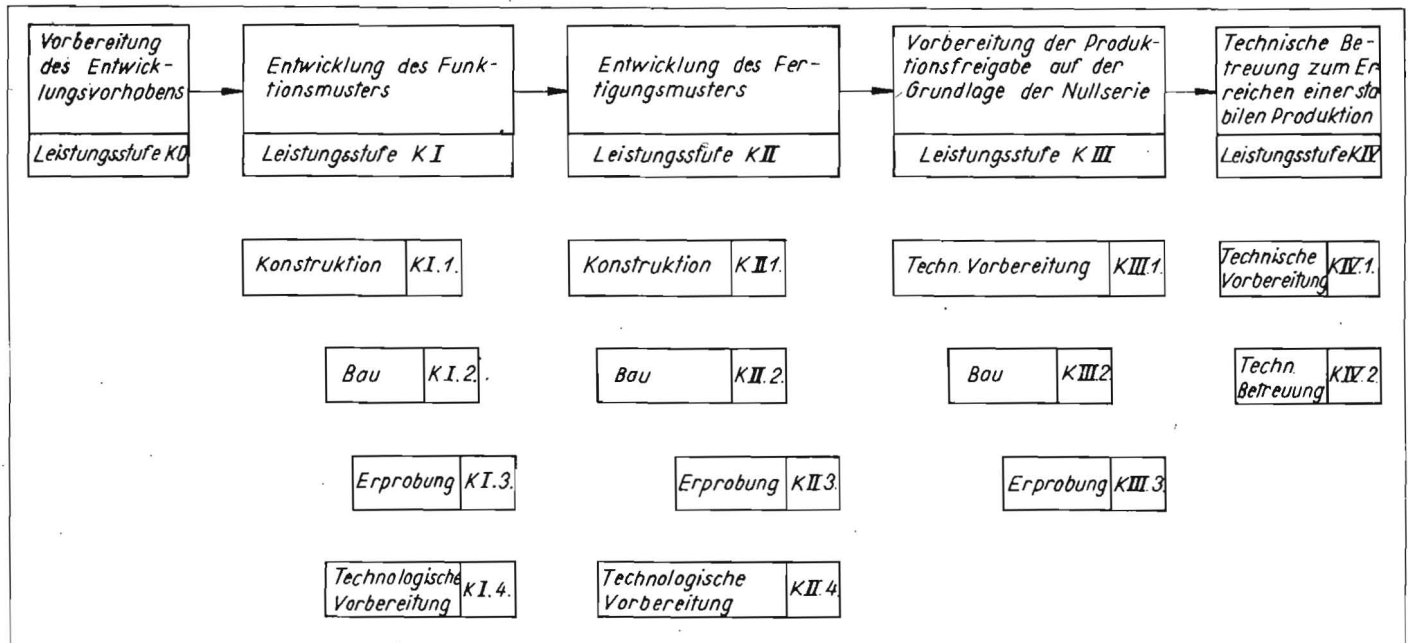 Vorbereitung
des Entwick-
lungsvorhabens
Leistungsstufe K0
Entwicklung des Funk-
tionsmusters
Leistungsstufe K I
Entwicklung des Fer-
tigungsmusters
Leistungsstufe K II
Vorbereitung der Produk-
tionsfreigabe auf der
Grundlage der Nullserie
Leistungsstufe K III
Technische Be-
treuung zum Er
reichen einer sta
bilen Produktion
Leistungsstufe K IV
Konstruktion K I.1.
Konstruktion K II.1.
Techn. Vorbereitung K III.1.
Technische
Vorbereitung K IV.1.
Bau K I.2.
Bau K II.2.
Bau K III.2.
Techn.
Betreuung K IV.2.
Erprobung K I.3.
Erprobung K II.3.
Erprobung K III.3.
Technologische
Vorbereitung K I.4.
Technologische
Vorbereitung K II.4.